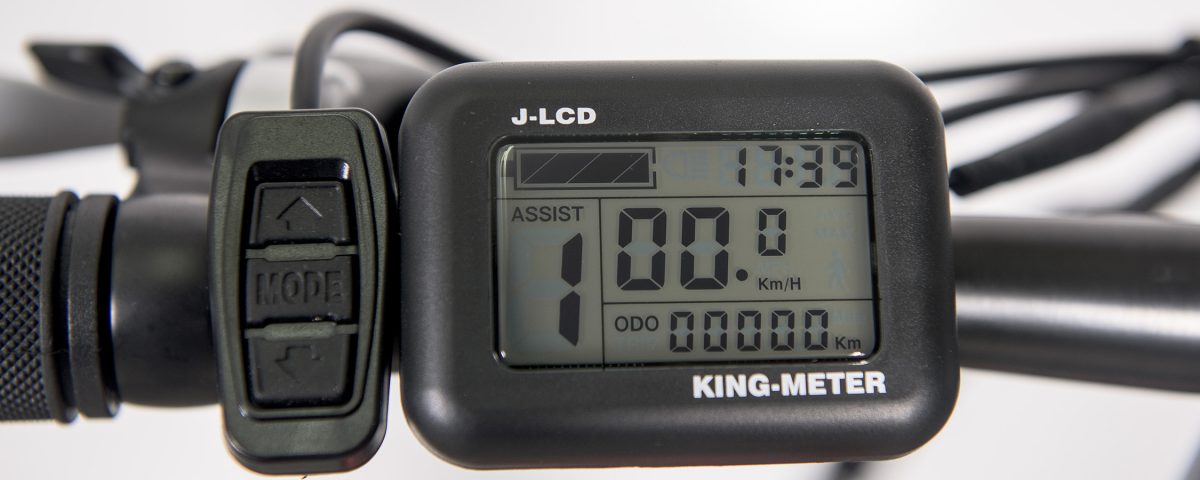 J-LCD
17:39
ASSIST
1
00.0
Km/H
MODE
ODO 00000 Km
KING-METER